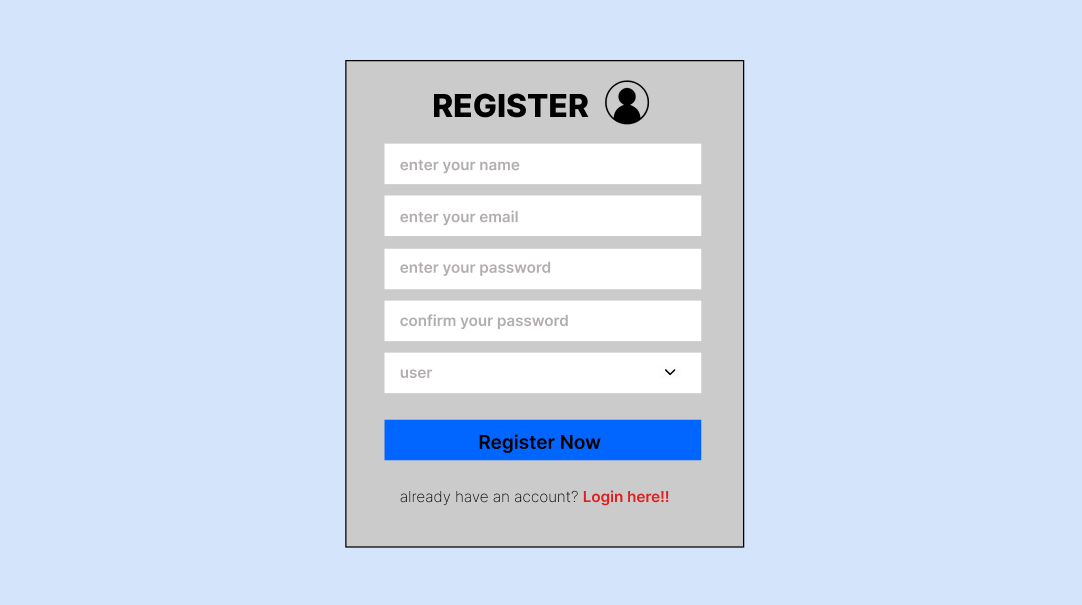 REGISTER
enter your name
enter your email
enter your password
confirm your password
user
Register Now
already have an account? Login here!!